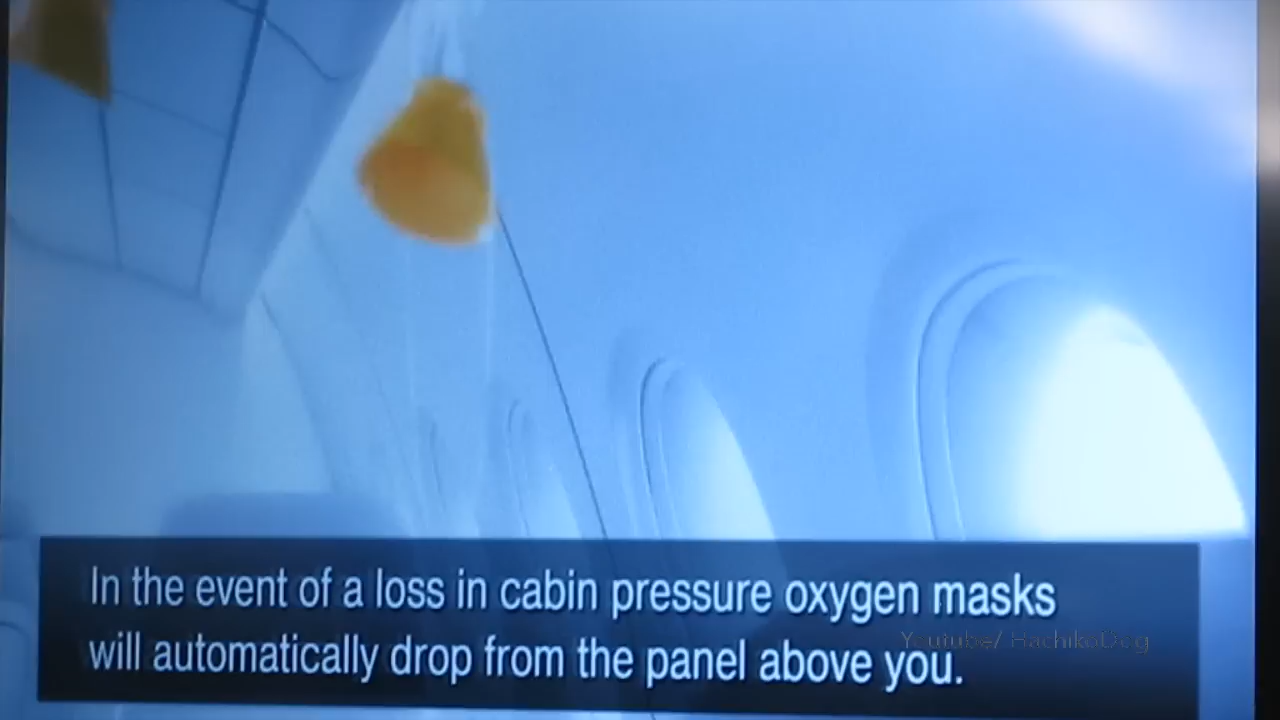 In the event of a loss in cabin pressure oxygen masks
will automatically drop from the panel above you.
Youtube/ HachikoDog